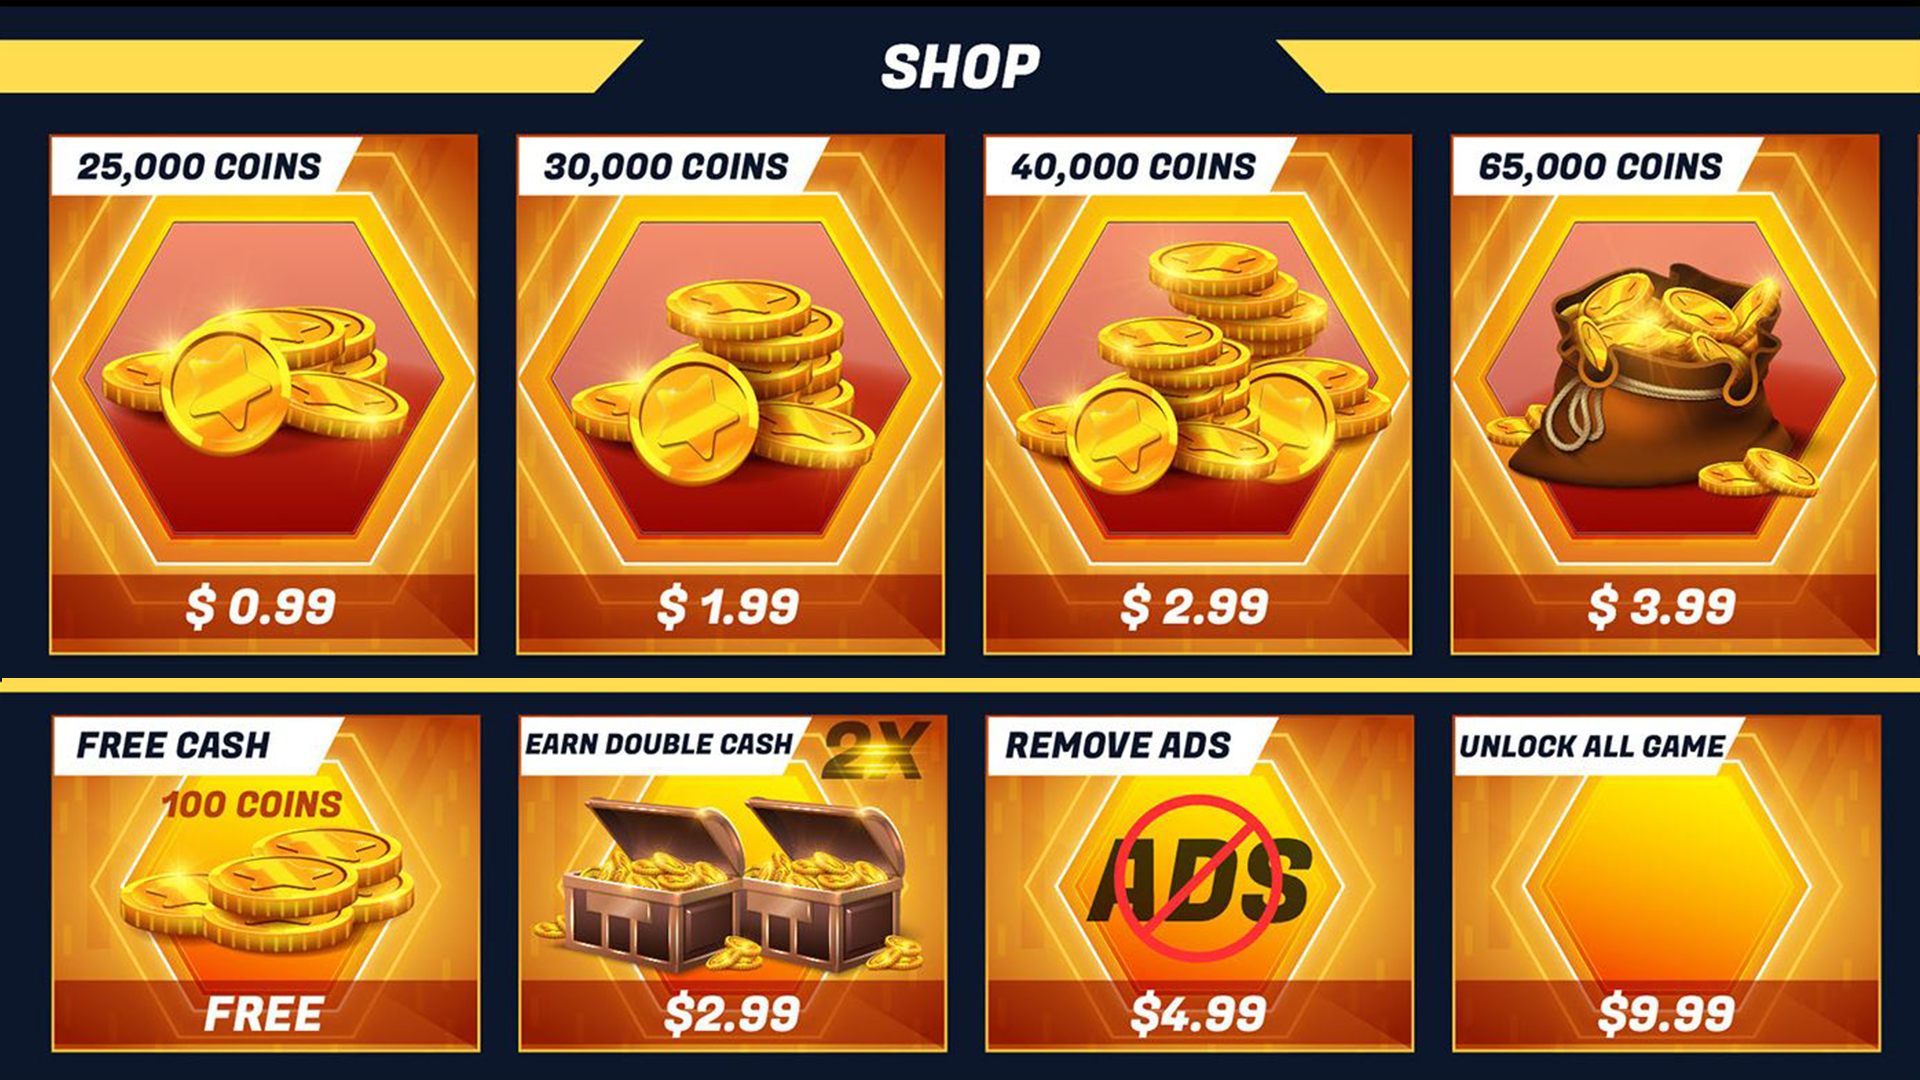 SHOP
25,000 COINS
30,000 COINS
40,000 COINS
65,000 COINS
$ 0.99
$ 1.99
$ 2.99
$ 3.99
FREE CASH
EARN DOUBLE CASH
2X
REMOVE ADS
UNLOCK ALL GAME
100 COINS
ADS
FREE
$2.99
$4.99
$9.99